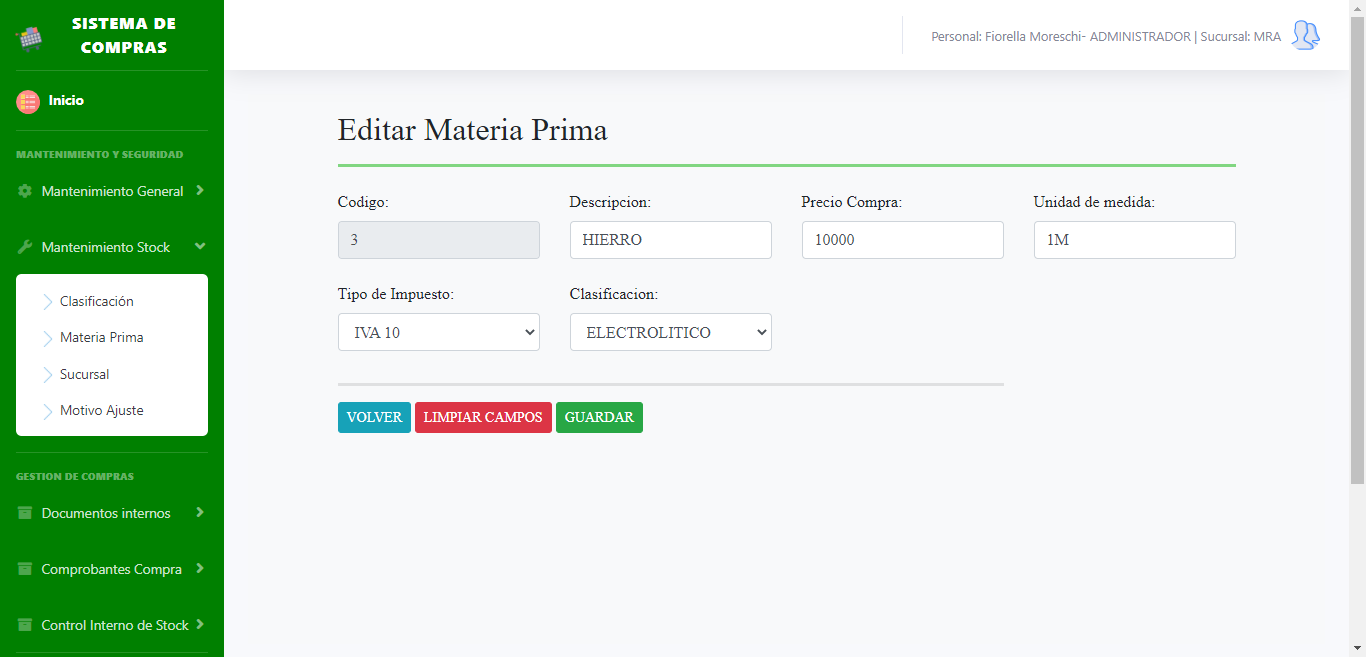 SISTEMA DE
COMPRAS
Personal: Fiorella Moreschi- ADMINISTRADOR | Sucursal: MRA
Inicio
MANTENIMIENTO Y SEGURIDAD
Mantenimiento General
Mantenimiento Stock
Clasificación
Materia Prima
Sucursal
Motivo Ajuste
GESTION DE COMPRAS
Documentos internos
Comprobantes Compra
Control Interno de Stock
Editar Materia Prima
Codigo: Descripcion: Precio Compra: Unidad de medida:
3 HIERRO 10000 1M
Tipo de Impuesto: Clasificacion:
IVA 10 ELECTROLITICO
VOLVER LIMPIAR CAMPOS GUARDAR